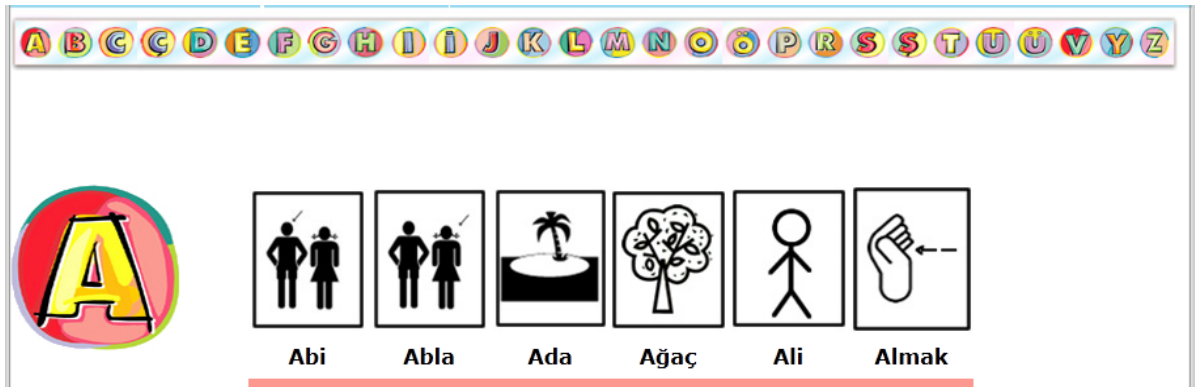 A B C Ç D E F G H I İ J K L M N O Ö P R S Ş T U Ü V Y Z
A
Abi Abla Ada Ağaç Ali Almak